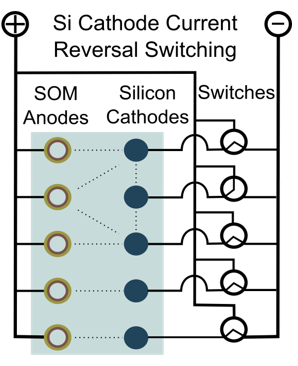 Si Cathode Current
Reversal Switching
SOM
Anodes
Silicon
Cathodes
Switches